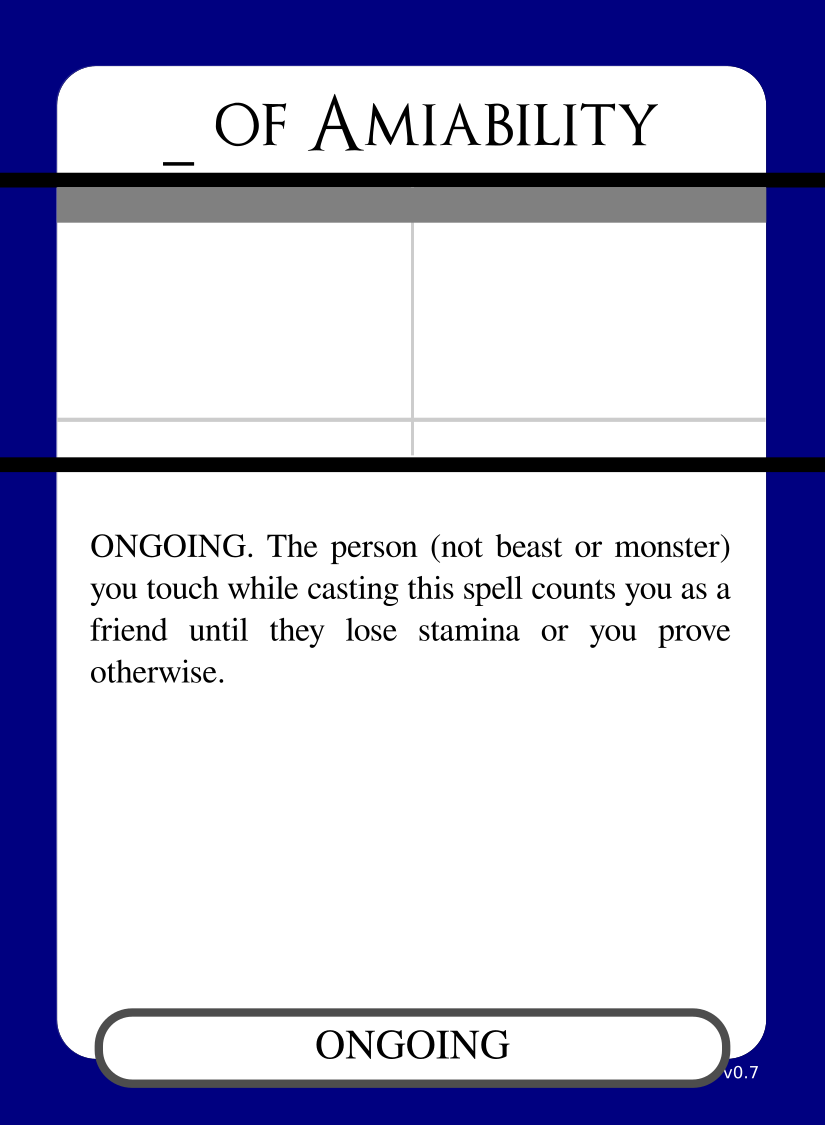 _ OF AMIABILITY
ONGOING. The person (not beast or monster)
you touch while casting this spell counts you as a
friend until they lose stamina or you prove
otherwise.
ONGOING
v0.7